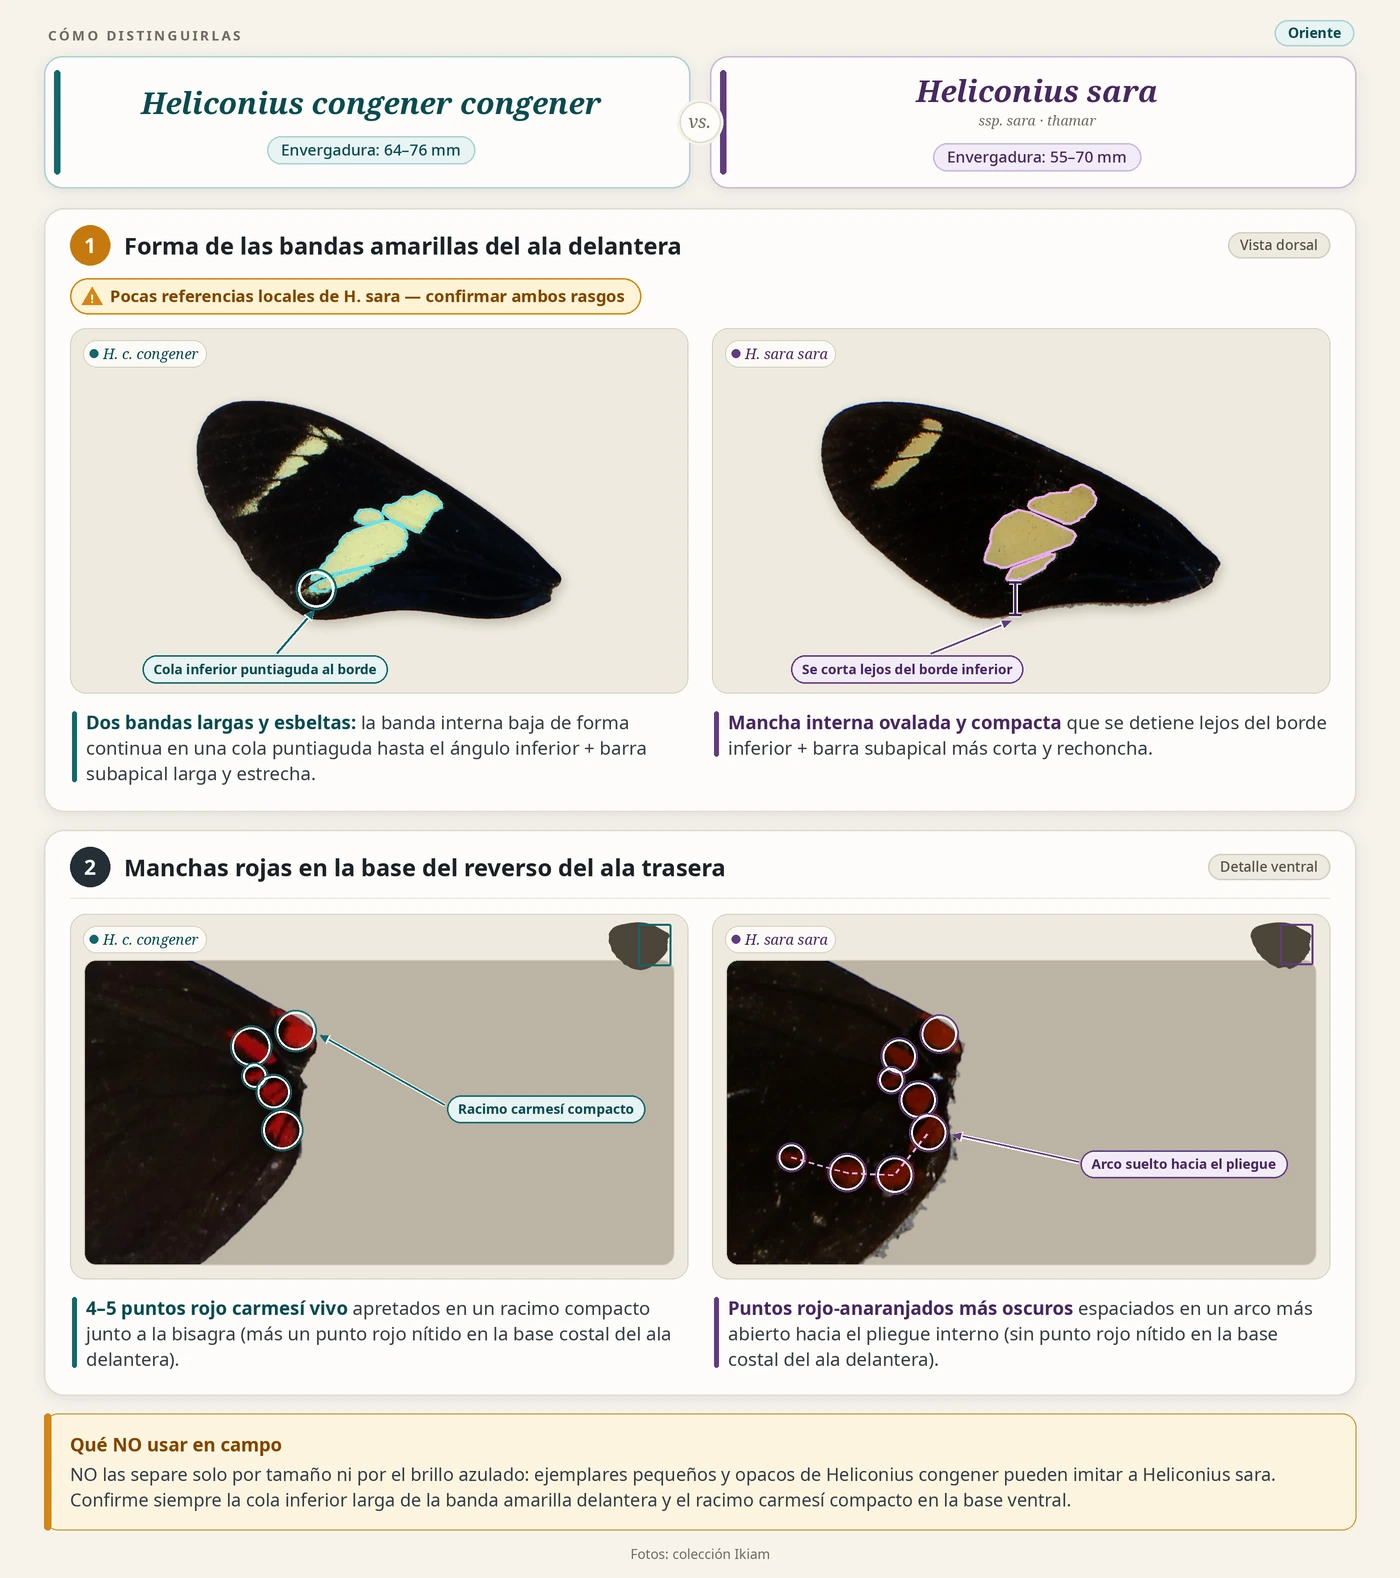 CÓMO DISTINGUIRLAS
Oriente
Heliconius congener congener
Envergadura: 64–76 mm
vs.
Heliconius sara
ssp. sara · thamar
Envergadura: 55–70 mm
1
Forma de las bandas amarillas del ala delantera
Vista dorsal
Pocas referencias locales de H. sara — confirmar ambos rasgos
H. c. congener
Cola inferior puntiaguda al borde
H. sara sara
Se corta lejos del borde inferior
Dos bandas largas y esbeltas: la banda interna baja de forma
continua en una cola puntiaguda hasta el ángulo inferior + barra
subapical larga y estrecha.
Mancha interna ovalada y compacta que se detiene lejos del borde
inferior + barra subapical más corta y rechoncha.
2
Manchas rojas en la base del reverso del ala trasera
Detalle ventral
H. c. congener
Racimo carmesí compacto
H. sara sara
Arco suelto hacia el pliegue
4–5 puntos rojo carmesí vivo apretados en un racimo compacto
junto a la bisagra (más un punto rojo nítido en la base costal del ala
delantera).
Puntos rojo-anaranjados más oscuros espaciados en un arco más
abierto hacia el pliegue interno (sin punto rojo nítido en la base
costal del ala delantera).
Qué NO usar en campo
NO las separe solo por tamaño ni por el brillo azulado: ejemplares pequeños y opacos de Heliconius congener pueden imitar a Heliconius sara.
Confirme siempre la cola inferior larga de la banda amarilla delantera y el racimo carmesí compacto en la base ventral.
Fotos: colección Ikiam